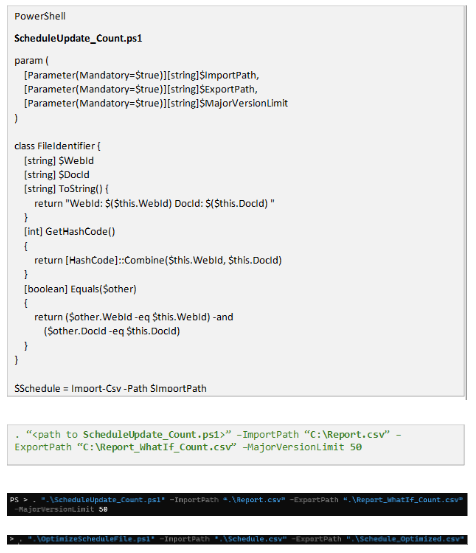 PowerShell
ScheduleUpdate_Count.ps1
param (
[Parameter(Mandatory=$true)][string]$ImportPath,
[Parameter(Mandatory=$true)][string]$ExportPath,
[Parameter(Mandatory=$true)][string]$MajorVersionLimit
)
class FileIdentifier {
[string] $WebId
[string] $DocId
[string] ToString() {
return "WebId: $($this.WebId) DocId: $($this.DocId) "
}
[int] GetHashCode()
{
return [HashCode]::Combine($this.WebId, $this.DocId)
}
[boolean] Equals($other)
{
return ($other.WebId -eq $this.WebId) -and
($other.DocId -eq $this.DocId)
}
}
$Schedule = Import-Csv -Path $ImportPath
. “<path to ScheduleUpdate_Count.ps1>” –ImportPath “C:\Report.csv” –
ExportPath “C:\Report_WhatIf_Count.csv” –MajorVersionLimit 50
PS > . ".\ScheduleUpdate_Count.ps1" -ImportPath ".\Report.csv" -ExportPath ".\Report_WhatIf_Count.csv"
-MajorVersionLimit 50
> . ".\OptimizeScheduleFile.ps1" -ImportPath ".\Schedule.csv" -ExportPath ".\Schedule_Optimized.csv"